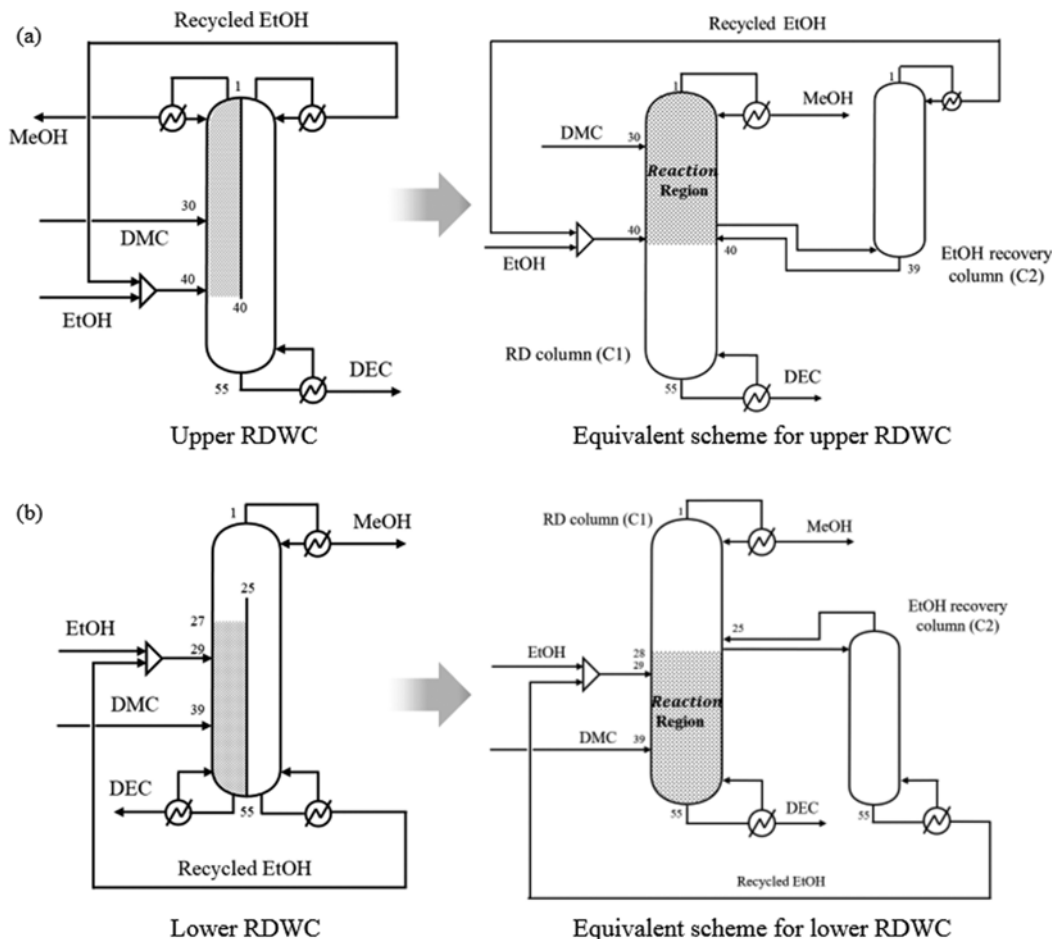 (a)
Recycled EtOH
1
MeOH
30
DMC
40
EtOH
40
55
DEC
Upper RDWC
Recycled EtOH
1
MeOH
1
DMC
30
Reaction
Region
40
EtOH
40
39
EtOH recovery
column (C2)
RD column (C1)
55
DEC
Equivalent scheme for upper RDWC
(b)
1
MeOH
25
27
EtOH
29
DMC
39
DEC
55
Recycled EtOH
Lower RDWC
RD column (C1)
1
MeOH
EtOH recovery
column (C2)
25
EtOH
28
29
Reaction
Region
DMC
39
55
DEC
55
Recycled EtOH
Equivalent scheme for lower RDWC